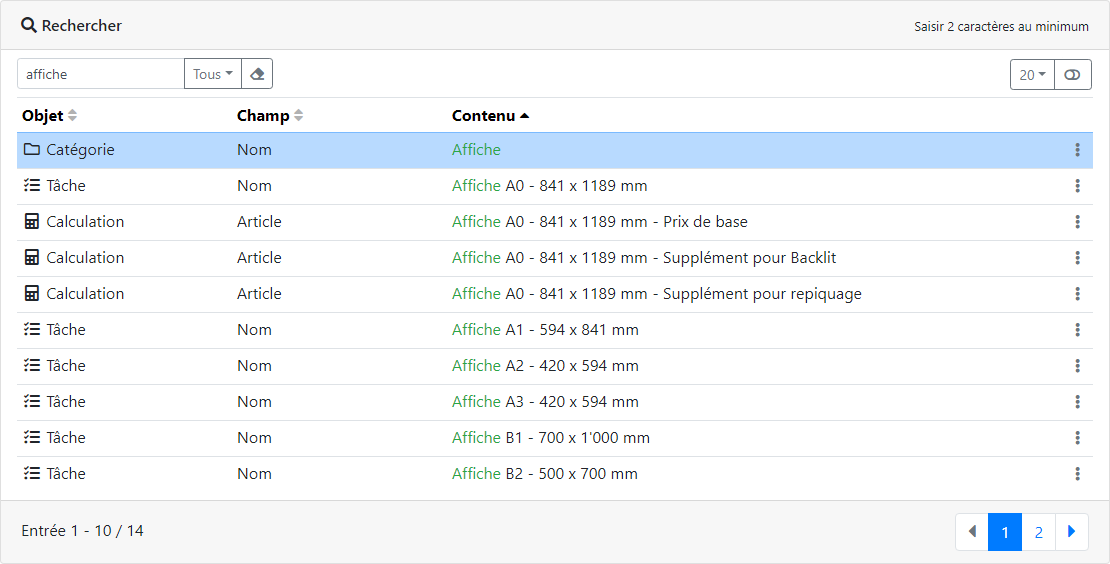 Rechercher Saisir 2 caractères au minimum
affiche Tous 20
Objet Champ Contenu
Catégorie Nom Affiche
Tâche Nom Affiche A0 - 841 x 1189 mm
Calculation Article Affiche A0 - 841 x 1189 mm - Prix de base
Calculation Article Affiche A0 - 841 x 1189 mm - Supplément pour Backlit
Calculation Article Affiche A0 - 841 x 1189 mm - Supplément pour repiquage
Tâche Nom Affiche A1 - 594 x 841 mm
Tâche Nom Affiche A2 - 420 x 594 mm
Tâche Nom Affiche A3 - 420 x 594 mm
Tâche Nom Affiche B1 - 700 x 1'000 mm
Tâche Nom Affiche B2 - 500 x 700 mm
Entrée 1 - 10 / 14 1 2